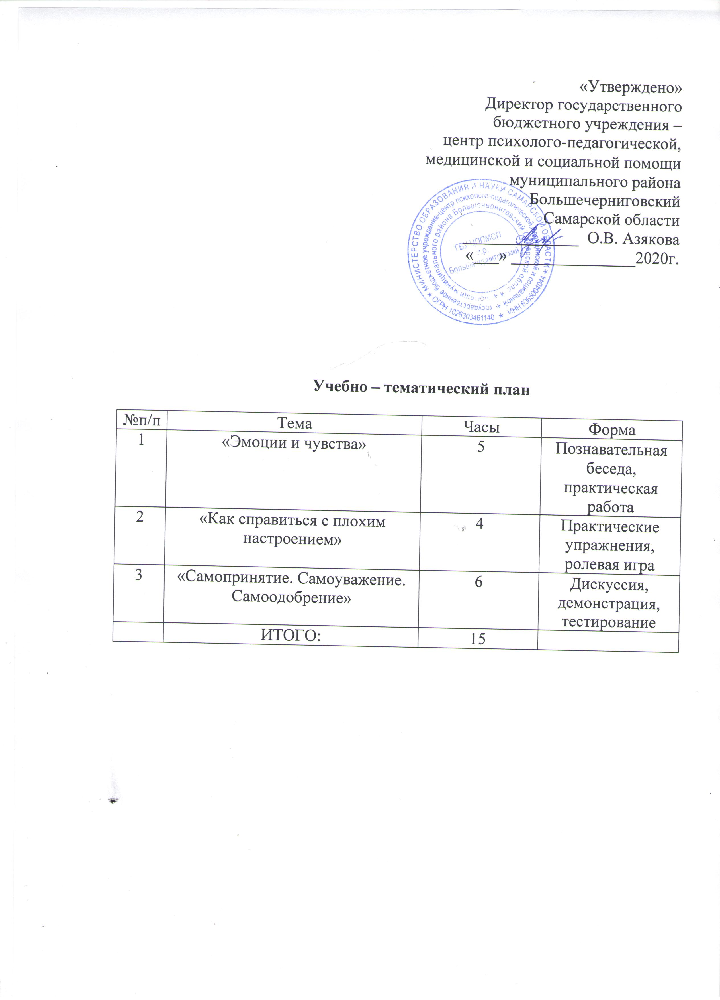 «Утверждено»
Директор государственного
бюджетного учреждения –
центр психолого-педагогической,
медицинской и социальной помощи
муниципального района
Большечерниговский
Самарской области
______________ О.В. Азякова
«___» _______________2020г.
МИНИСТЕРСТВО ОБРАЗОВАНИЯ И НАУКИ САМАРСКОЙ ОБЛАСТИ * ИНН 6365004044 * ОГРН 1026303461140 *
государственное бюджетное учреждение-центр психолого-педагогической, медицинской и социальной *
помощи муниципального района Большечерниговский Самарской области *
ГБУ ЦППМСП
м.р.
Большечерниговский
Учебно – тематический план
№п/п Тема Часы Форма
1 «Эмоции и чувства» 5 Познавательная
беседа,
практическая
работа
2 «Как справиться с плохим 4 Практические
настроением» упражнения,
ролевая игра
3 «Самопринятие. Самоуважение. 6 Дискуссия,
Самоодобрение» демонстрация,
тестирование
ИТОГО: 15